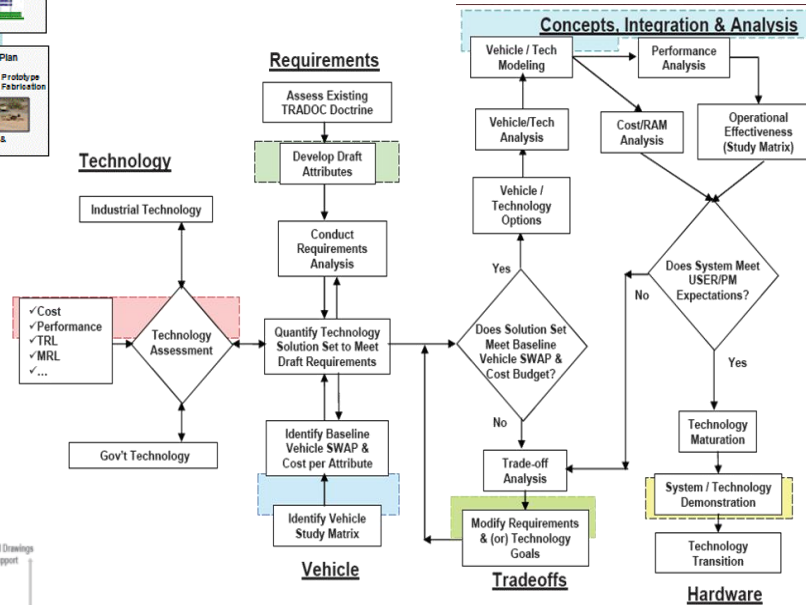 Plan
Prototype
Fabrication
&
Technology
Industrial Technology
✓Cost
✓Performance
✓TRL
✓MRL
✓...
Technology
Assessment
Gov't Technology
Requirements
Assess Existing
TRADOC Doctrine
Develop Draft
Attributes
Conduct
Requirements
Analysis
Quantify Technology
Solution Set to Meet
Draft Requirements
Identify Baseline
Vehicle SWAP &
Cost per Attribute
Identify Vehicle
Study Matrix
Vehicle
Concepts, Integration & Analysis
Vehicle / Tech
Modeling
Performance
Analysis
Vehicle/Tech
Analysis
Cost/RAM
Analysis
Operational
Effectiveness
(Study Matrix)
Vehicle /
Technology
Options
Yes
Does Solution Set
Meet Baseline
Vehicle SWAP &
Cost Budget?
No
Does System Meet
USER/PM
Expectations?
No
Yes
Trade-off
Analysis
Modify Requirements
& (or) Technology
Goals
Tradeoffs
Technology
Maturation
System / Technology
Demonstration
Technology
Transition
Hardware
Drawings